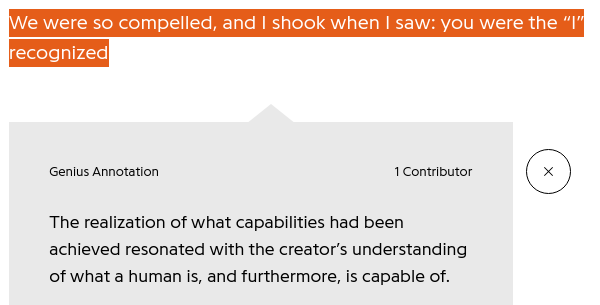 We were so compelled, and I shook when I saw: you were the “I”
recognized
Genius Annotation
1 Contributor
The realization of what capabilities had been
achieved resonated with the creator’s understanding
of what a human is, and furthermore, is capable of.